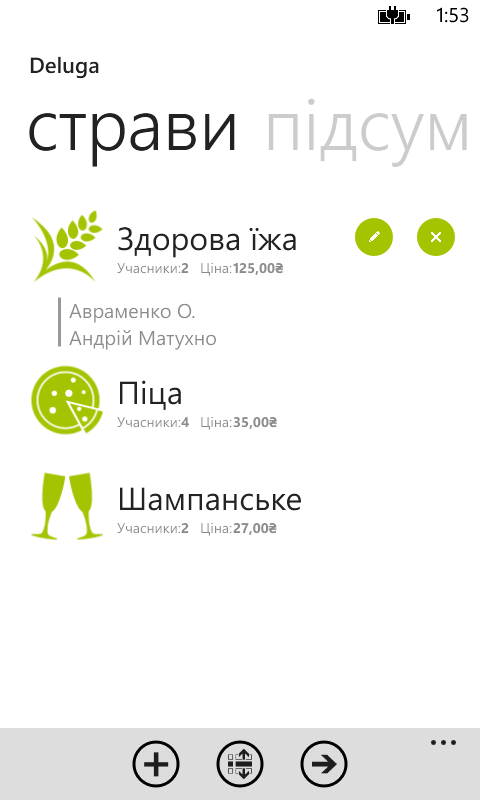 1:53
Deluga
страви підсум
Здорова їжа
Учасники:2 Ціна:125,00₴
Авраменко О.
Андрій Матухно
Піца
Учасники:4 Ціна:35,00₴
Шампанське
Учасники:2 Ціна:27,00₴